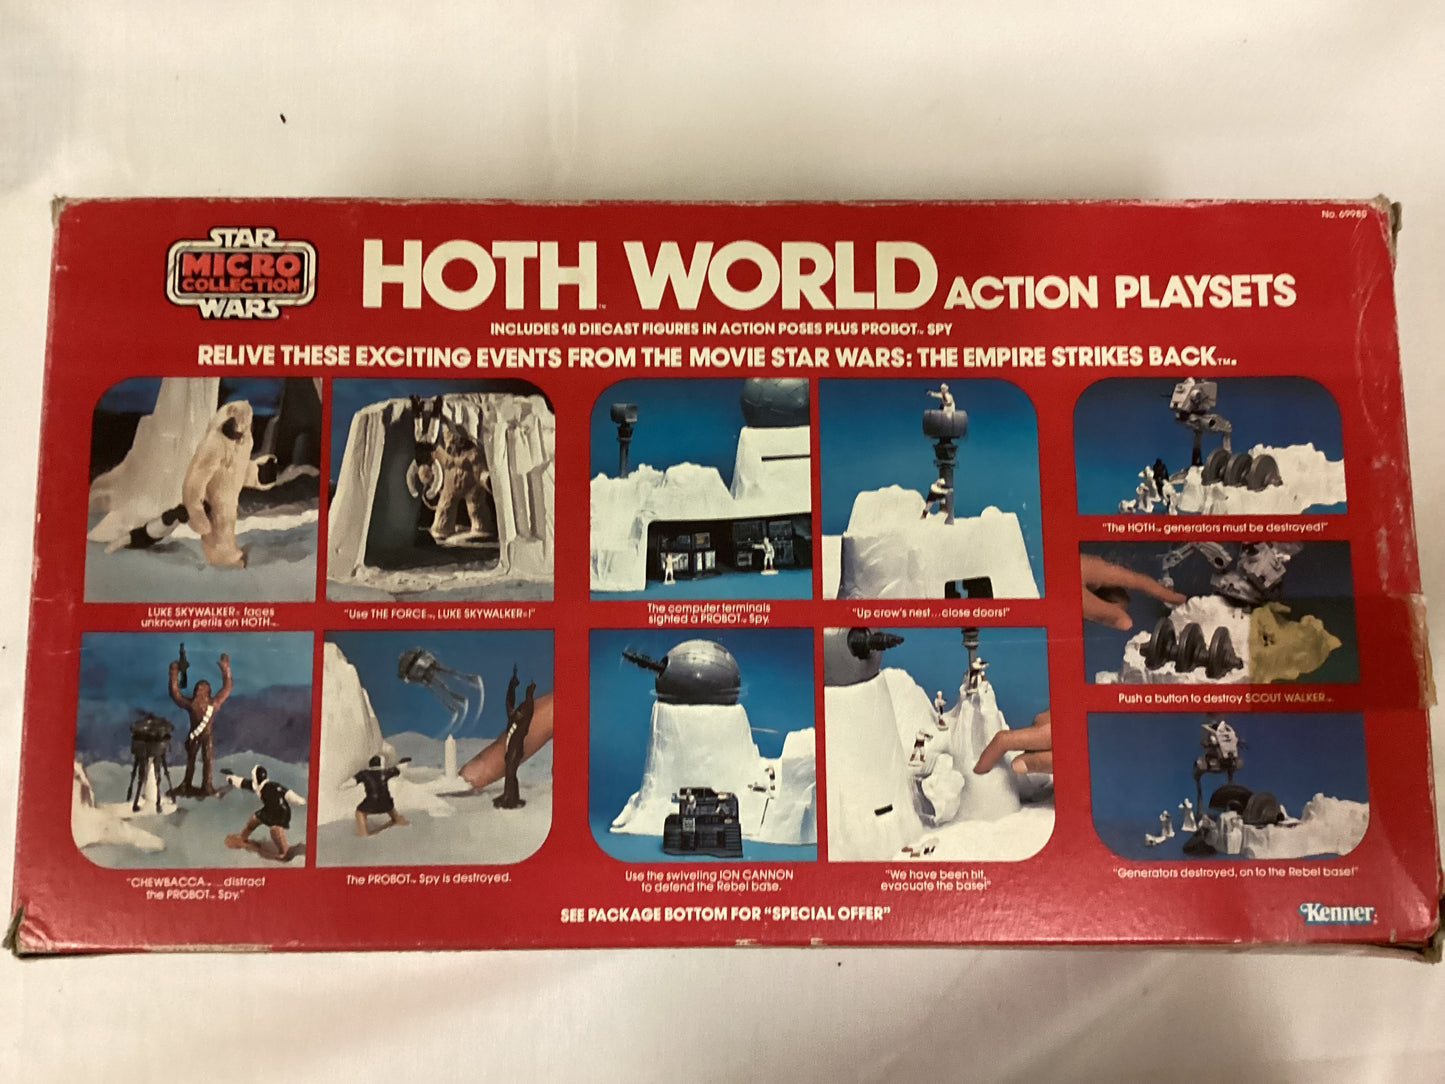 No. 69980
STAR
MICRO
COLLECTION
WARS™
HOTH™ WORLD ACTION PLAYSETS
INCLUDES 18 DIECAST FIGURES IN ACTION POSES PLUS PROBOT™ SPY
RELIVE THESE EXCITING EVENTS FROM THE MOVIE STAR WARS: THE EMPIRE STRIKES BACK™.
LUKE SKYWALKER™ faces
unknown perils on HOTH™.
"Use THE FORCE™, LUKE SKYWALKER™!"
"CHEWBACCA™...distract
the PROBOT™ Spy."
The PROBOT™ Spy is destroyed.
The computer terminals
sighted a PROBOT™ Spy.
"Up crow's nest...close doors!"
Use the swiveling ION CANNON
to defend the Rebel base.
"We have been hit,
evacuate the base!"
"The HOTH™ generators must be destroyed!"
Push a button to destroy SCOUT WALKER™.
"Generators destroyed, on to the Rebel base!"
SEE PACKAGE BOTTOM FOR "SPECIAL OFFER"
Kenner®